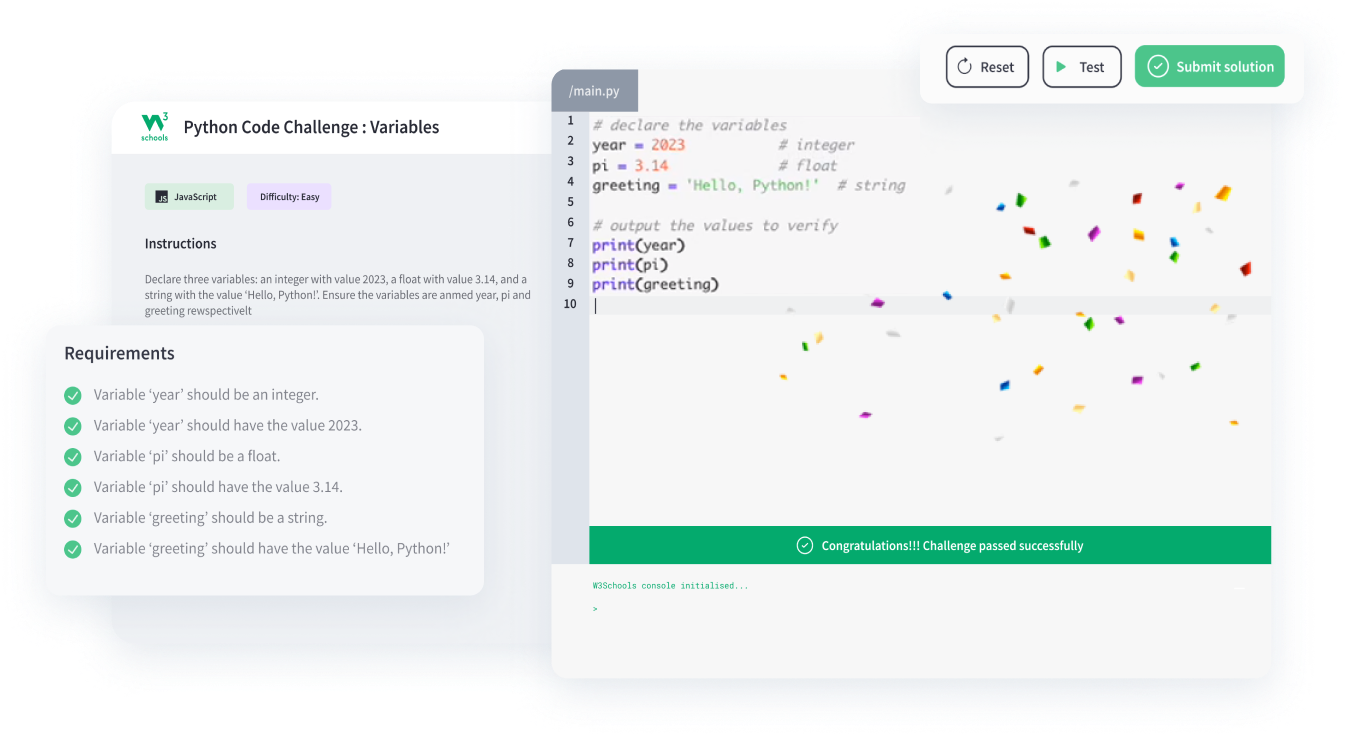 Reset
Test
Submit solution
/main.py
W3
schools
Python Code Challenge : Variables
JS JavaScript
Difficulty: Easy
Instructions
Declare three variables: an integer with value 2023, a float with value 3.14, and a
string with the value ‘Hello, Python!’. Ensure the variables are anmed year, pi and
greeting rewspectivelt
Requirements
Variable ‘year’ should be an integer.
Variable ‘year’ should have the value 2023.
Variable ‘pi’ should be a float.
Variable ‘pi’ should have the value 3.14.
Variable ‘greeting’ should be a string.
Variable ‘greeting’ should have the value ‘Hello, Python!’
1 # declare the variables
2 year = 2023 # integer
3 pi = 3.14 # float
4 greeting = 'Hello, Python!' # string
5
6 # output the values to verify
7 print(year)
8 print(pi)
9 print(greeting)
10
Congratulations!!! Challenge passed successfully
W3Schools console initialised...
>